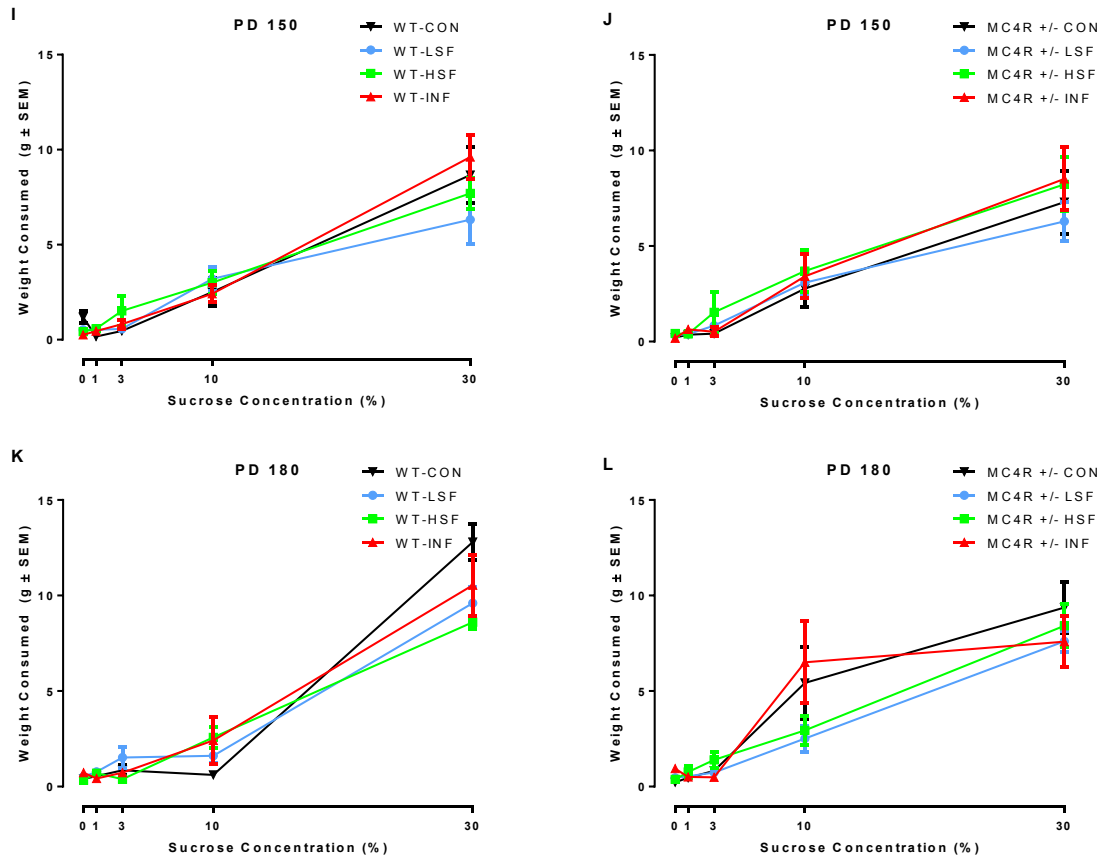 I
PD 150
WT-CON
WT-LSF
WT-HSF
WT-INF
Weight Consumed (g ± SEM)
15
10
5
0
0 1 3 10 30
Sucrose Concentration (%)
J
PD 150
MC4R +/- CON
MC4R +/- LSF
MC4R +/- HSF
MC4R +/- INF
Weight Consumed (g ± SEM)
15
10
5
0
0 1 3 10 30
Sucrose Concentration (%)
K
PD 180
WT-CON
WT-LSF
WT-HSF
WT-INF
Weight Consumed (g ± SEM)
15
10
5
0
0 1 3 10 30
Sucrose Concentration (%)
L
PD 180
MC4R +/- CON
MC4R +/- LSF
MC4R +/- HSF
MC4R +/- INF
Weight Consumed (g ± SEM)
15
10
5
0
0 1 3 10 30
Sucrose Concentration (%)